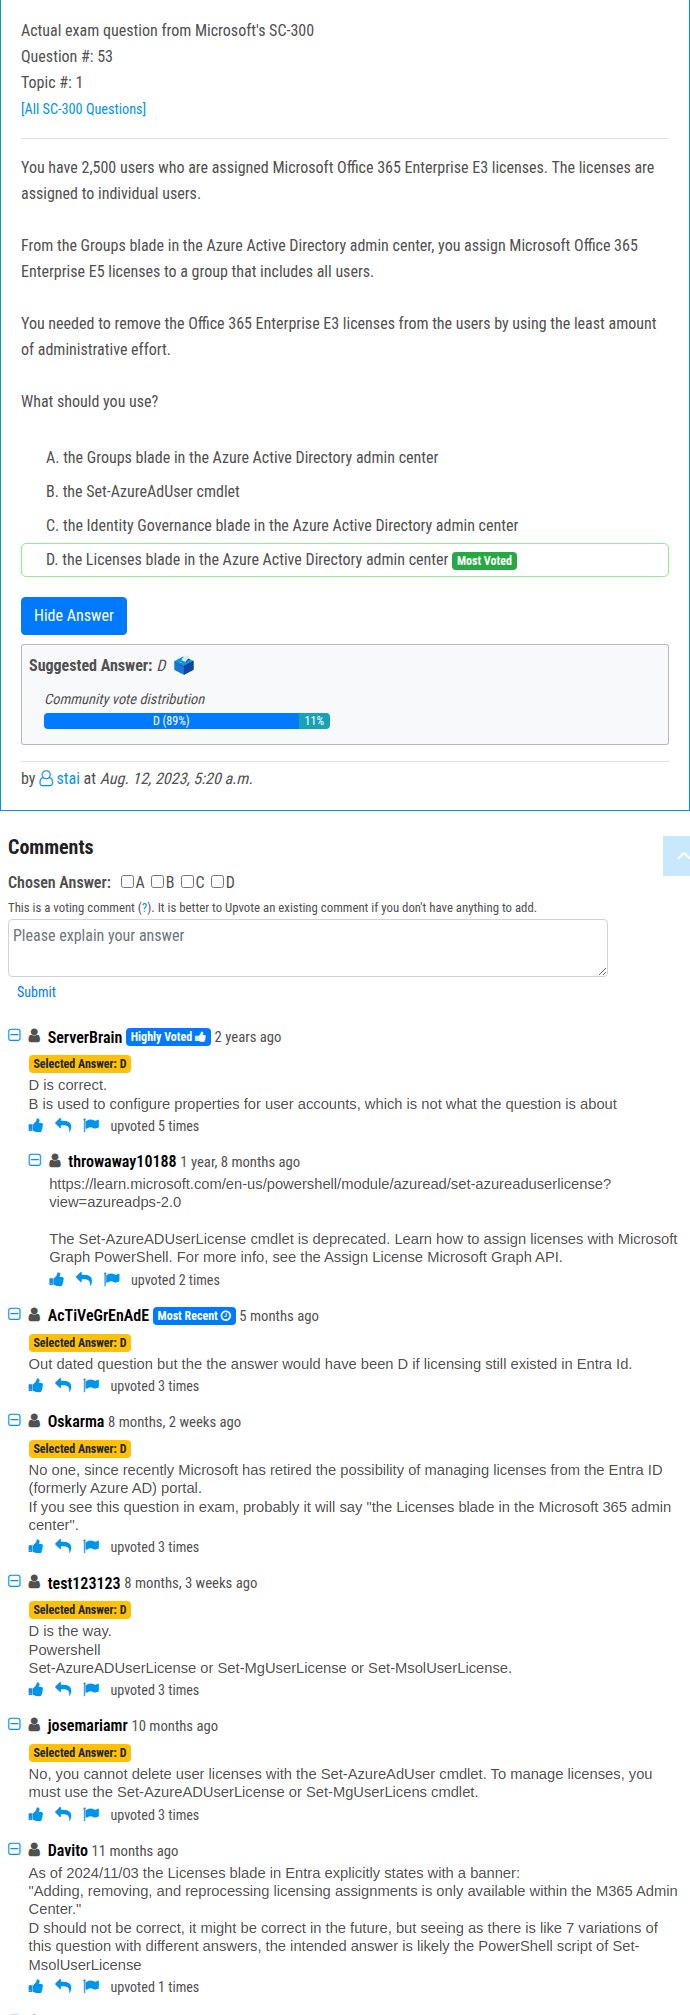 Actual exam question from Microsoft's SC-300
Question #: 53
Topic #: 1
[All SC-300 Questions]
You have 2,500 users who are assigned Microsoft Office 365 Enterprise E3 licenses. The licenses are
assigned to individual users.
From the Groups blade in the Azure Active Directory admin center, you assign Microsoft Office 365
Enterprise E5 licenses to a group that includes all users.
You needed to remove the Office 365 Enterprise E3 licenses from the users by using the least amount
of administrative effort.
What should you use?
A. the Groups blade in the Azure Active Directory admin center
B. the Set-AzureAdUser cmdlet
C. the Identity Governance blade in the Azure Active Directory admin center
D. the Licenses blade in the Azure Active Directory admin center Most Voted
Hide Answer
Suggested Answer: D
Community vote distribution
D (89%) 11%
by stai at Aug. 12, 2023, 5:20 a.m.
Comments
Chosen Answer: A B C D
This is a voting comment (?). It is better to Upvote an existing comment if you don't have anything to add.
Please explain your answer
Submit
ServerBrain Highly Voted 2 years ago
Selected Answer: D
D is correct.
B is used to configure properties for user accounts, which is not what the question is about
upvoted 5 times
throwaway10188 1 year, 8 months ago
https://learn.microsoft.com/en-us/powershell/module/azuread/set-azureaduserlicense?
view=azureadps-2.0
The Set-AzureADUserLicense cmdlet is deprecated. Learn how to assign licenses with Microsoft
Graph PowerShell. For more info, see the Assign License Microsoft Graph API.
upvoted 2 times
AcTiVeGrEnAdE Most Recent 5 months ago
Selected Answer: D
Out dated question but the the answer would have been D if licensing still existed in Entra Id.
upvoted 3 times
Oskarma 8 months, 2 weeks ago
Selected Answer: D
No one, since recently Microsoft has retired the possibility of managing licenses from the Entra ID
(formerly Azure AD) portal.
If you see this question in exam, probably it will say "the Licenses blade in the Microsoft 365 admin
center".
upvoted 3 times
test123123 8 months, 3 weeks ago
Selected Answer: D
D is the way.
Powershell
Set-AzureADUserLicense or Set-MgUserLicense or Set-MsolUserLicense.
upvoted 3 times
josemariamr 10 months ago
Selected Answer: D
No, you cannot delete user licenses with the Set-AzureAdUser cmdlet. To manage licenses, you
must use the Set-AzureADUserLicense or Set-MgUserLicens cmdlet.
upvoted 3 times
Davito 11 months ago
As of 2024/11/03 the Licenses blade in Entra explicitly states with a banner:
"Adding, removing, and reprocessing licensing assignments is only available within the M365 Admin
Center."
D should not be correct, it might be correct in the future, but seeing as there is like 7 variations of
this question with different answers, the intended answer is likely the PowerShell script of Set-
MsolUserLicense
upvoted 1 times